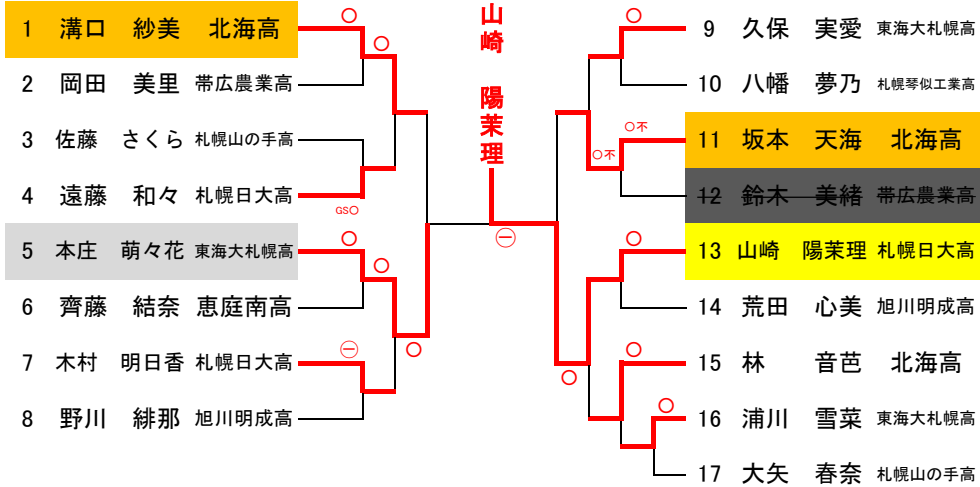 山崎 陽茉理
1 溝口 紗美 北海高
2 岡田 美里 帯広農業高
3 佐藤 さくら 札幌山の手高
4 遠藤 和々 札幌日大高
5 本庄 萌々花 東海大札幌高
6 齊藤 結奈 恵庭南高
7 木村 明日香 札幌日大高
8 野川 緋那 旭川明成高
○
○
GS○
○
○
㊀
○
㊀
9 久保 実愛 東海大札幌高
10 八幡 夢乃 札幌琴似工業高
11 坂本 天海 北海高
12 鈴木 美緒 帯広農業高
13 山崎 陽茉理 札幌日大高
14 荒田 心美 旭川明成高
15 林 音芭 北海高
16 浦川 雪菜 東海大札幌高
17 大矢 春奈 札幌山の手高
○
○不
○不
○
○
○
○